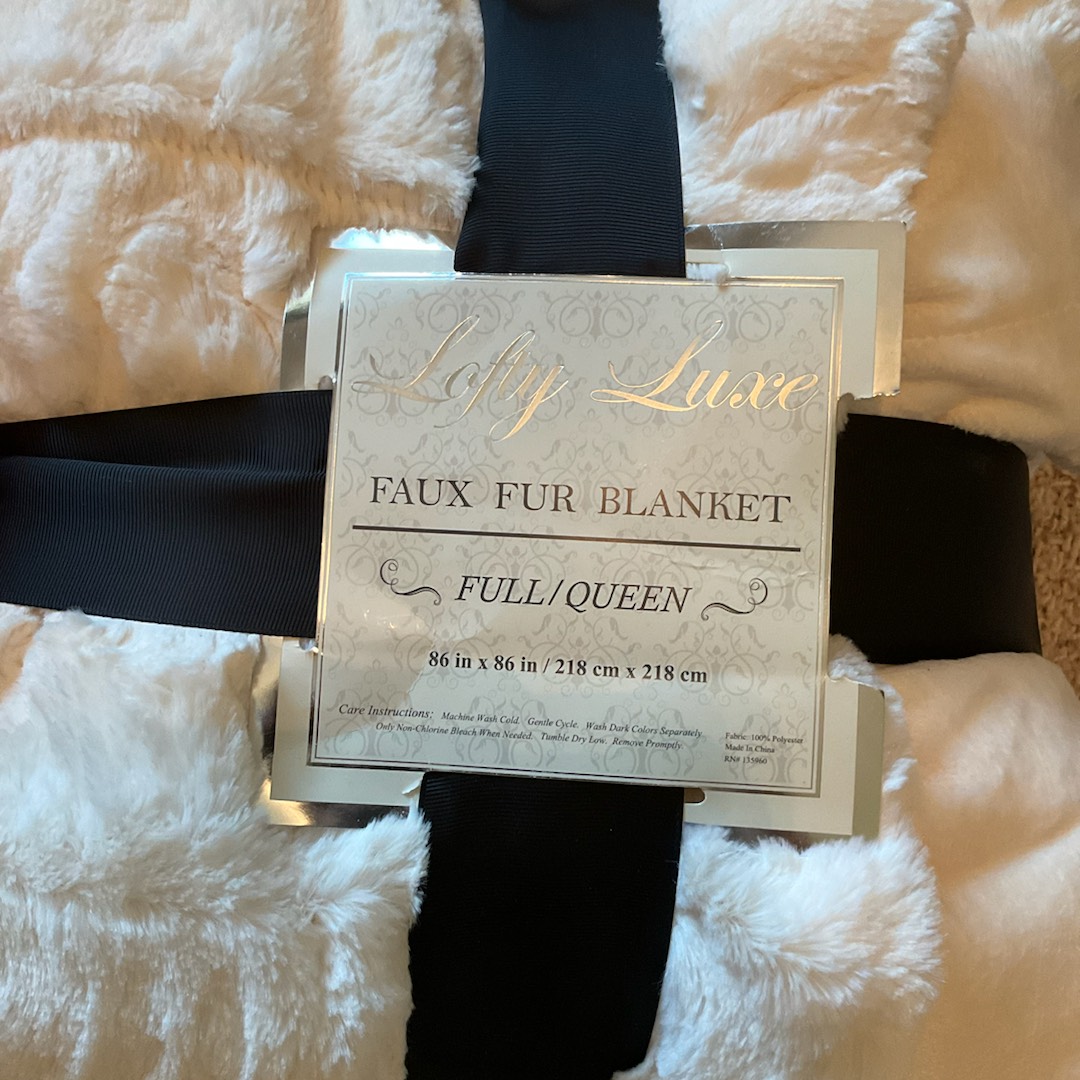 Lofty Luxe
FAUX FUR BLANKET
FULL/QUEEN
86 in x 86 in / 218 cm x 218 cm
Care Instructions: Machine Wash Cold. Gentle Cycle. Wash Dark Colors Separately.
Only Non-Chlorine Bleach When Needed. Tumble Dry Low. Remove Promptly.
Fabric: 100% Polyester
Made In China
RN# 135960